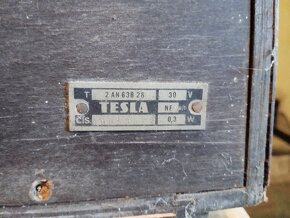 T 2 AN 638 28 30 V
TESLA NF
Čís. 0,3 W